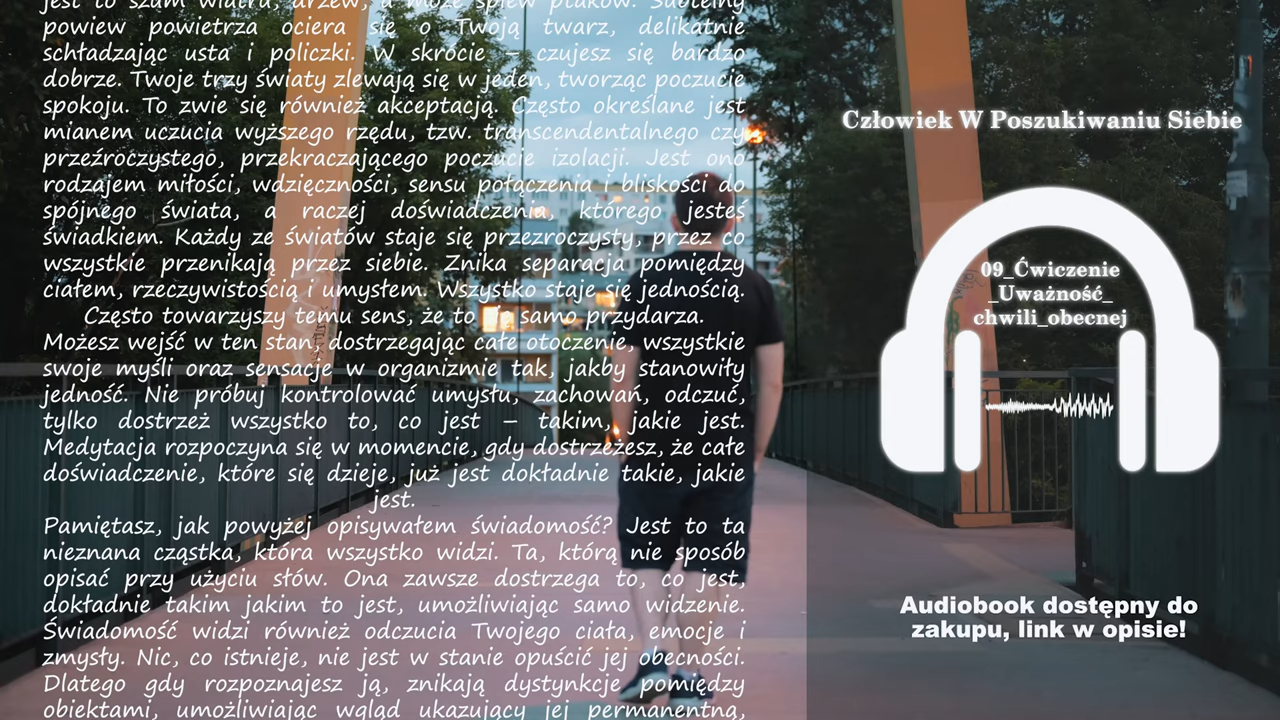 jest to szum wiatru, drzew, a może śpiew ptaków. Subtelny
powiew powietrza ociera się o Twoją twarz, delikatnie
schładzając usta i policzki. W skrócie – czujesz się bardzo
dobrze. Twoje trzy światy zlewają się w jeden, tworząc poczucie
spokoju. To zwie się również akceptacją. Często określane jest
mianem uczucia wyższego rzędu, tzw. transcendentalnego czy
przeźroczystego, przekraczającego poczucie izolacji. Jest ono
rodzajem miłości, wdzięczności, sensu połączenia i bliskości do
spójnego świata, a raczej doświadczenia, którego jesteś
świadkiem. Każdy ze światów staje się przezroczysty, przez co
wszystkie przenikają przez siebie. Znika separacja pomiędzy
ciałem, rzeczywistością i umysłem. Wszystko staje się jednością.
Często towarzyszy temu sens, że to się samo przydarza.
Możesz wejść w ten stan, dostrzegając całe otoczenie, wszystkie
swoje myśli oraz sensacje w organizmie tak, jakby stanowiły
jedność. Nie próbuj kontrolować umysłu, zachowań, odczuć,
tylko dostrzeż wszystko to, co jest – takim, jakie jest.
Medytacja rozpoczyna się w momencie, gdy dostrzeżesz, że całe
doświadczenie, które się dzieje, już jest dokładnie takie, jakie
jest.
Pamiętasz, jak powyżej opisywałem świadomość? Jest to ta
nieznana cząstka, która wszystko widzi. Ta, którą nie sposób
opisać przy użyciu słów. Ona zawsze dostrzega to, co jest,
dokładnie takim jakim to jest, umożliwiając samo widzenie.
Świadomość widzi również odczucia Twojego ciała, emocje i
zmysły. Nic, co istnieje, nie jest w stanie opuścić jej obecności.
Dlatego gdy rozpoznajesz ją, znikają dystynkcje pomiędzy
obiektami, umożliwiając wgląd ukazujący jej permanentną,
Człowiek W Poszukiwaniu Siebie
09_Ćwiczenie
_Uważność_
chwili_obecnej
Audiobook dostępny do
zakupu, link w opisie!